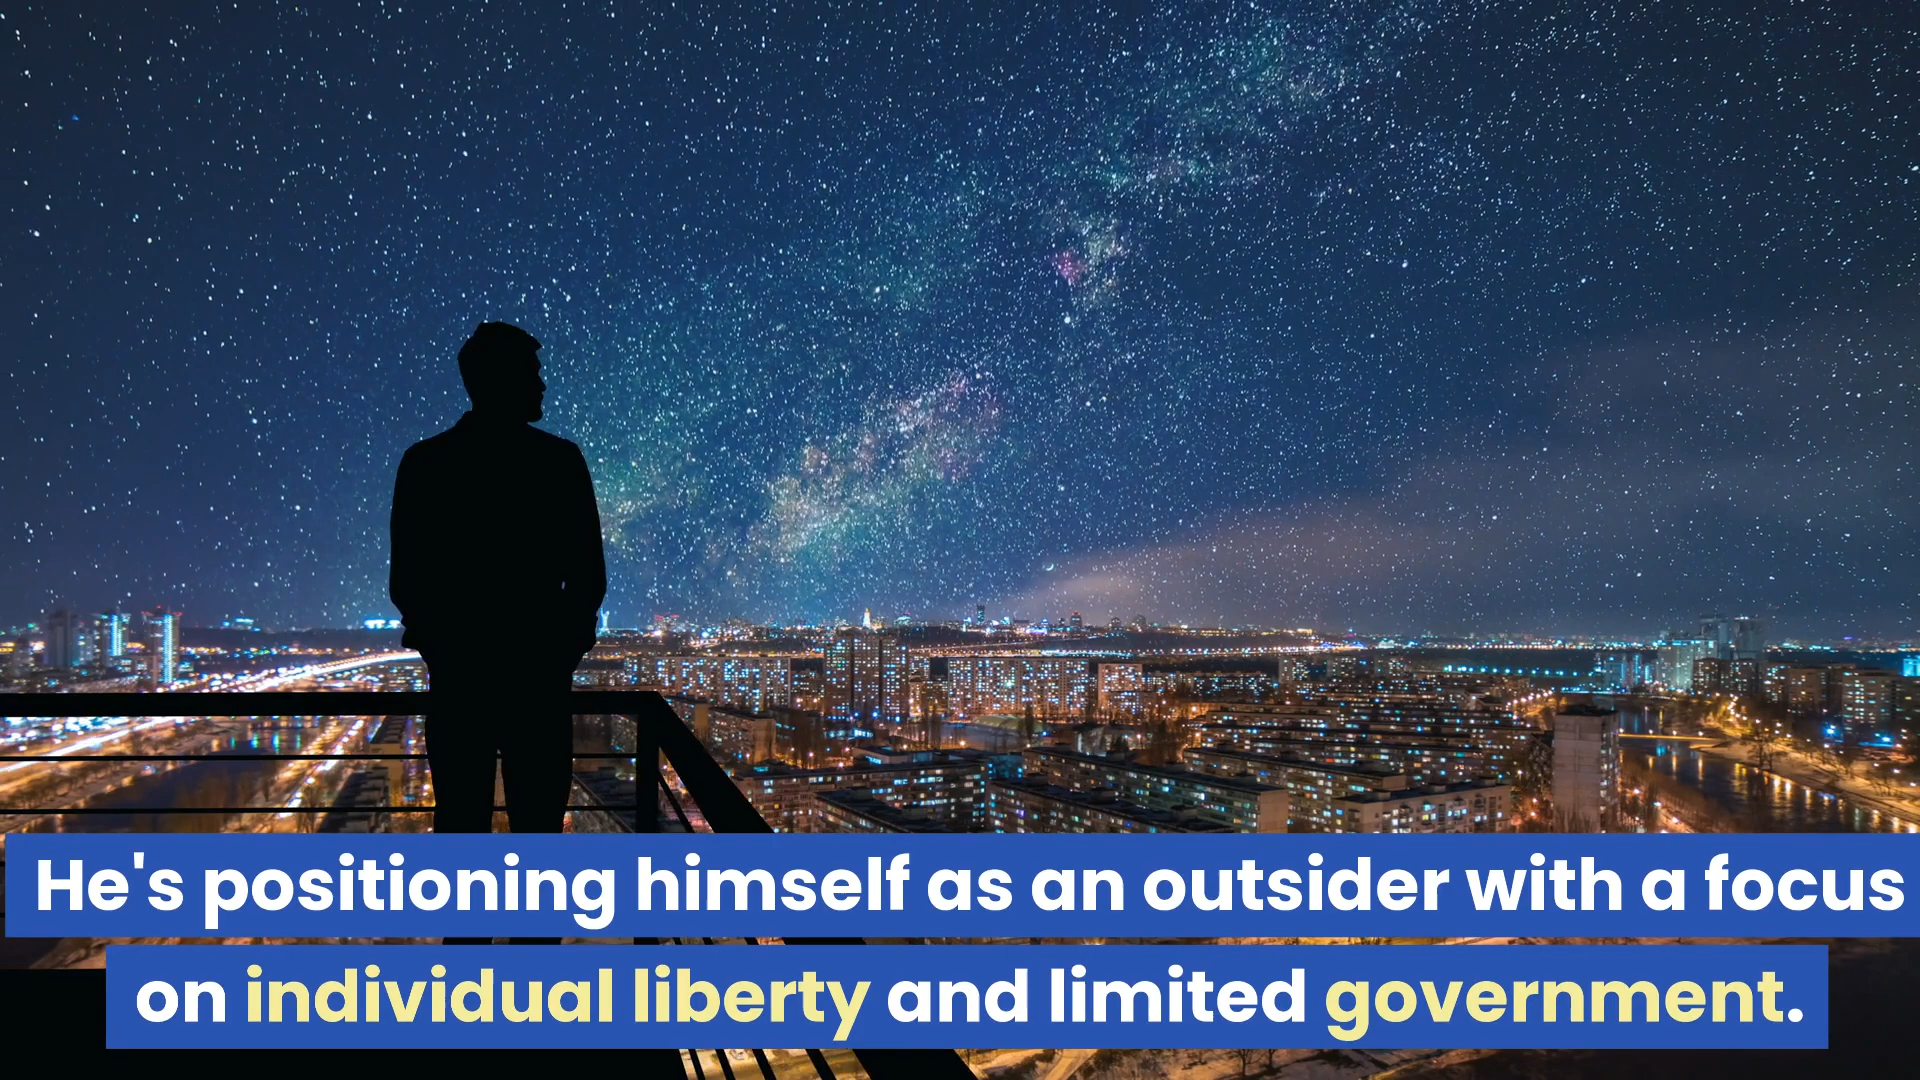 He's positioning himself as an outsider with a focus
on individual liberty and limited government.